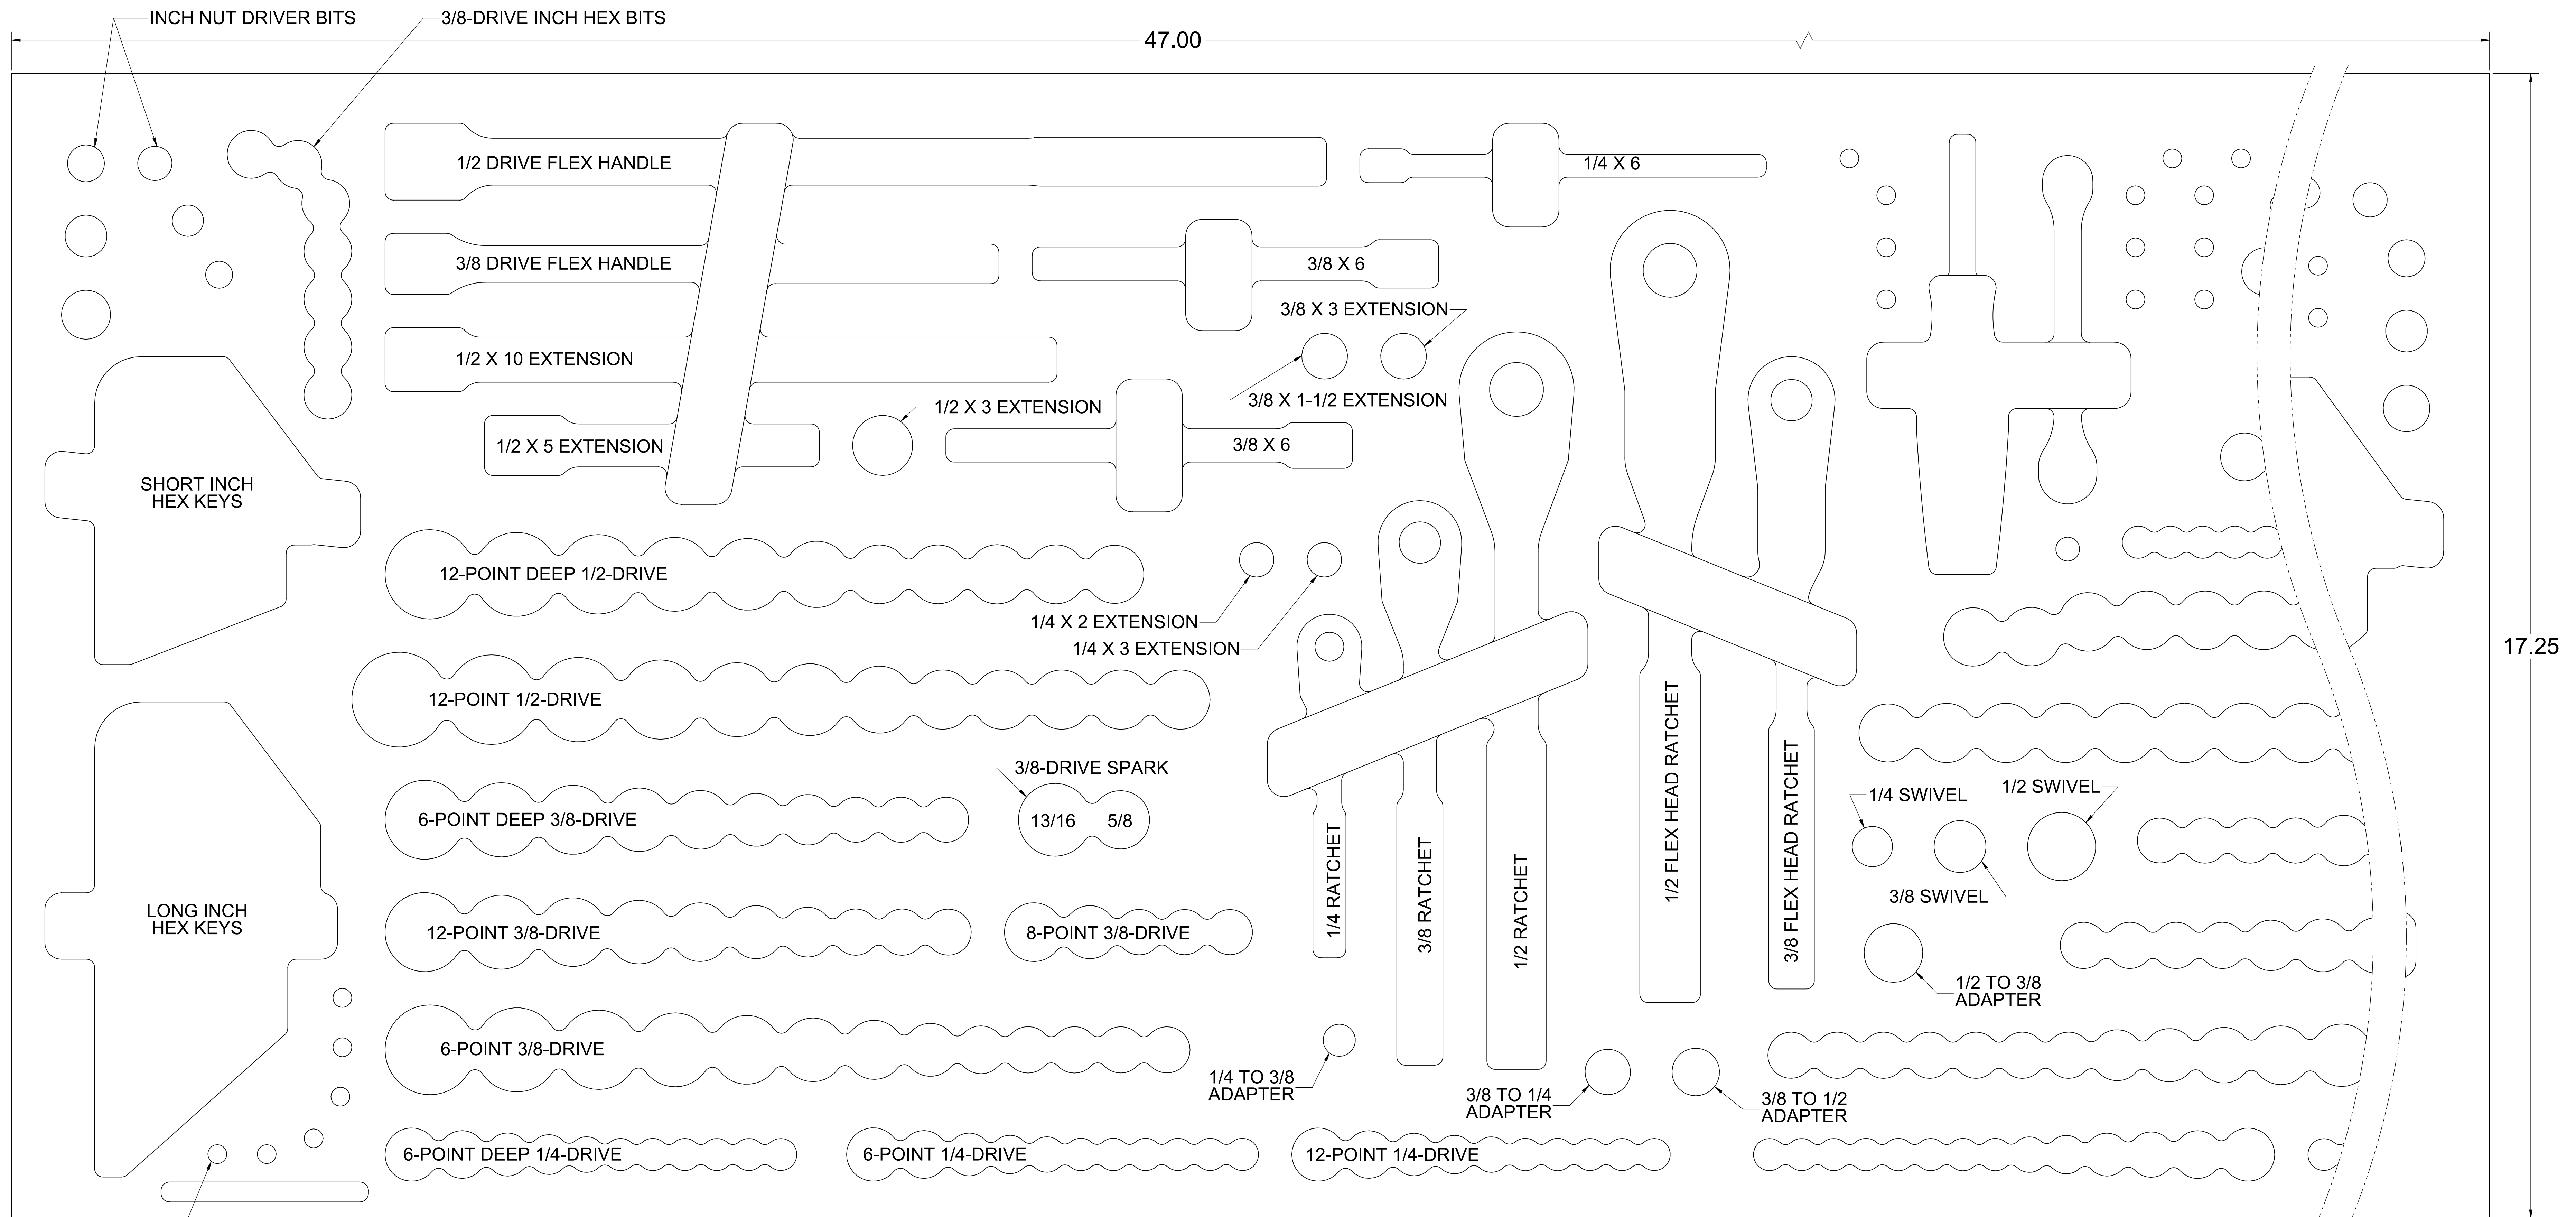 INCH NUT DRIVER BITS
3/8-DRIVE INCH HEX BITS
47.00
1/2 DRIVE FLEX HANDLE
1/4 X 6
3/8 DRIVE FLEX HANDLE
3/8 X 6
3/8 X 3 EXTENSION
1/2 X 10 EXTENSION
3/8 X 1-1/2 EXTENSION
1/2 X 3 EXTENSION
1/2 X 5 EXTENSION
3/8 X 6
SHORT INCH
HEX KEYS
12-POINT DEEP 1/2-DRIVE
1/4 X 2 EXTENSION
1/4 X 3 EXTENSION
17.25
12-POINT 1/2-DRIVE
3/8-DRIVE SPARK
13/16
5/8
6-POINT DEEP 3/8-DRIVE
1/4 RATCHET
3/8 RATCHET
1/2 RATCHET
1/2 FLEX HEAD RATCHET
3/8 FLEX HEAD RATCHET
1/4 SWIVEL
1/2 SWIVEL
3/8 SWIVEL
LONG INCH
HEX KEYS
12-POINT 3/8-DRIVE
8-POINT 3/8-DRIVE
1/2 TO 3/8
ADAPTER
6-POINT 3/8-DRIVE
1/4 TO 3/8
ADAPTER
3/8 TO 1/4
ADAPTER
3/8 TO 1/2
ADAPTER
6-POINT DEEP 1/4-DRIVE
6-POINT 1/4-DRIVE
12-POINT 1/4-DRIVE